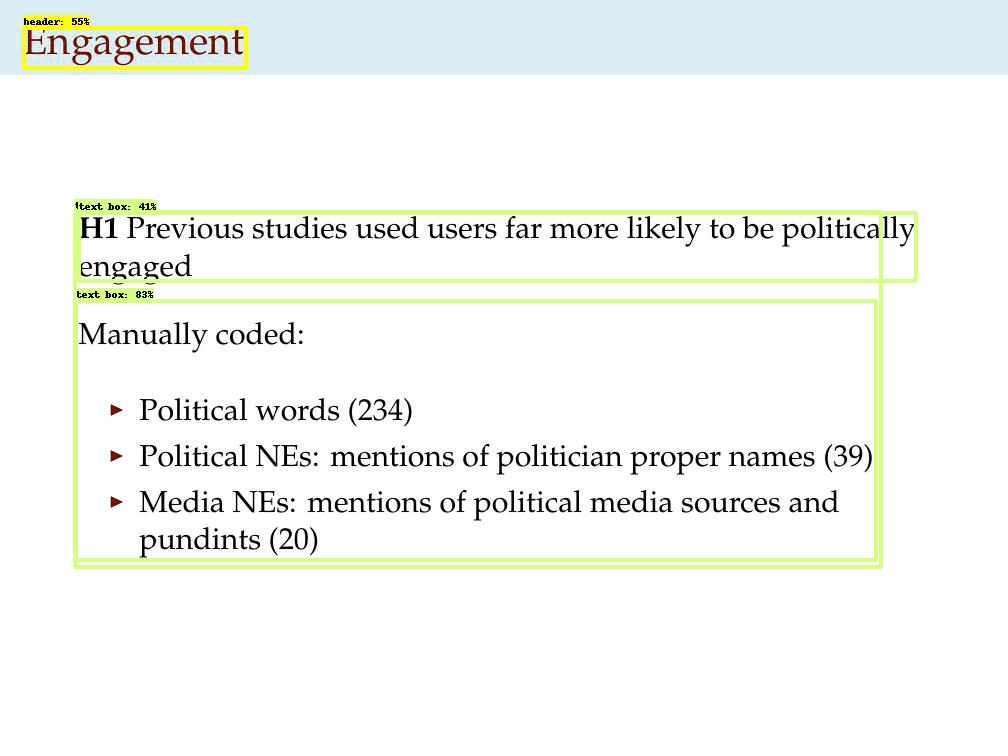 header: 55%
Engagement
text box: 41%
H1 Previous studies used users far more likely to be politically
engaged
text box: 83%
Manually coded:
▸ Political words (234)
▸ Political NEs: mentions of politician proper names (39)
▸ Media NEs: mentions of political media sources and
pundints (20)